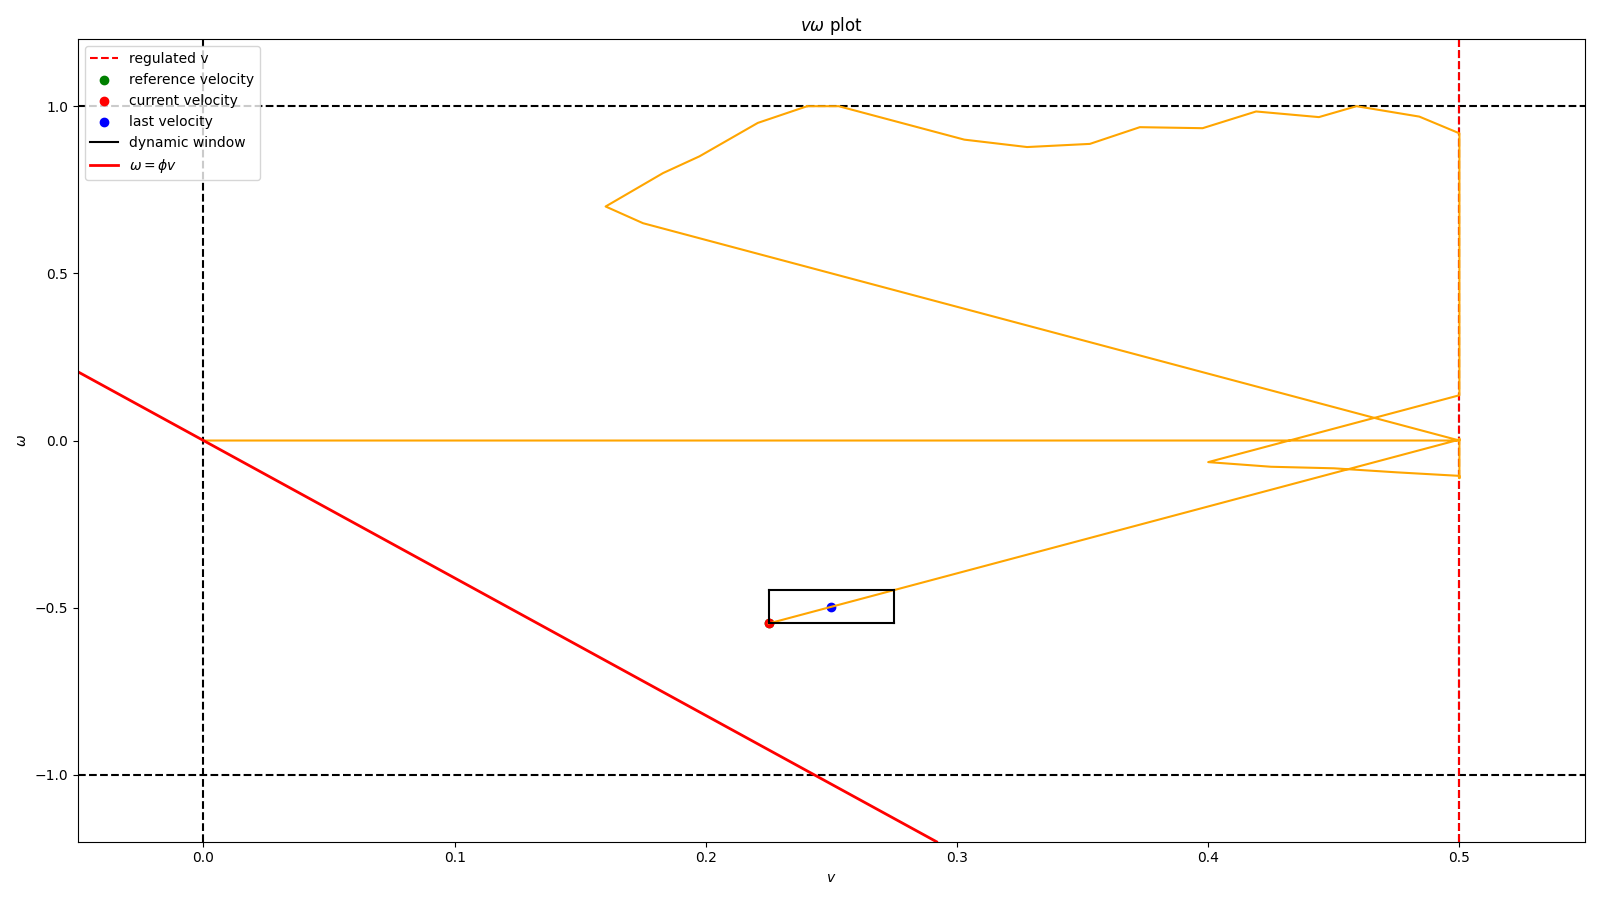 vω plot
regulated v
reference velocity
current velocity
last velocity
dynamic window
ω = ϕv
1.0
0.5
0.0
−0.5
−1.0
ω
0.0 0.1 0.2 0.3 0.4 0.5
v